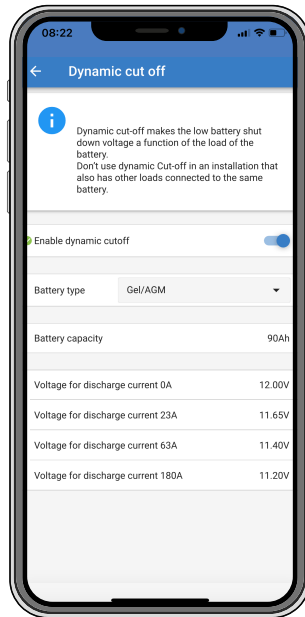 08:22
Dynamic cut off
Dynamic cut-off makes the low battery shut
down voltage a function of the load of the
battery.
Don't use dynamic Cut-off in an installation that
also has other loads connected to the same
battery.
Enable dynamic cutoff
Battery type Gel/AGM
Battery capacity 90Ah
Voltage for discharge current 0A 12.00V
Voltage for discharge current 23A 11.65V
Voltage for discharge current 63A 11.40V
Voltage for discharge current 180A 11.20V